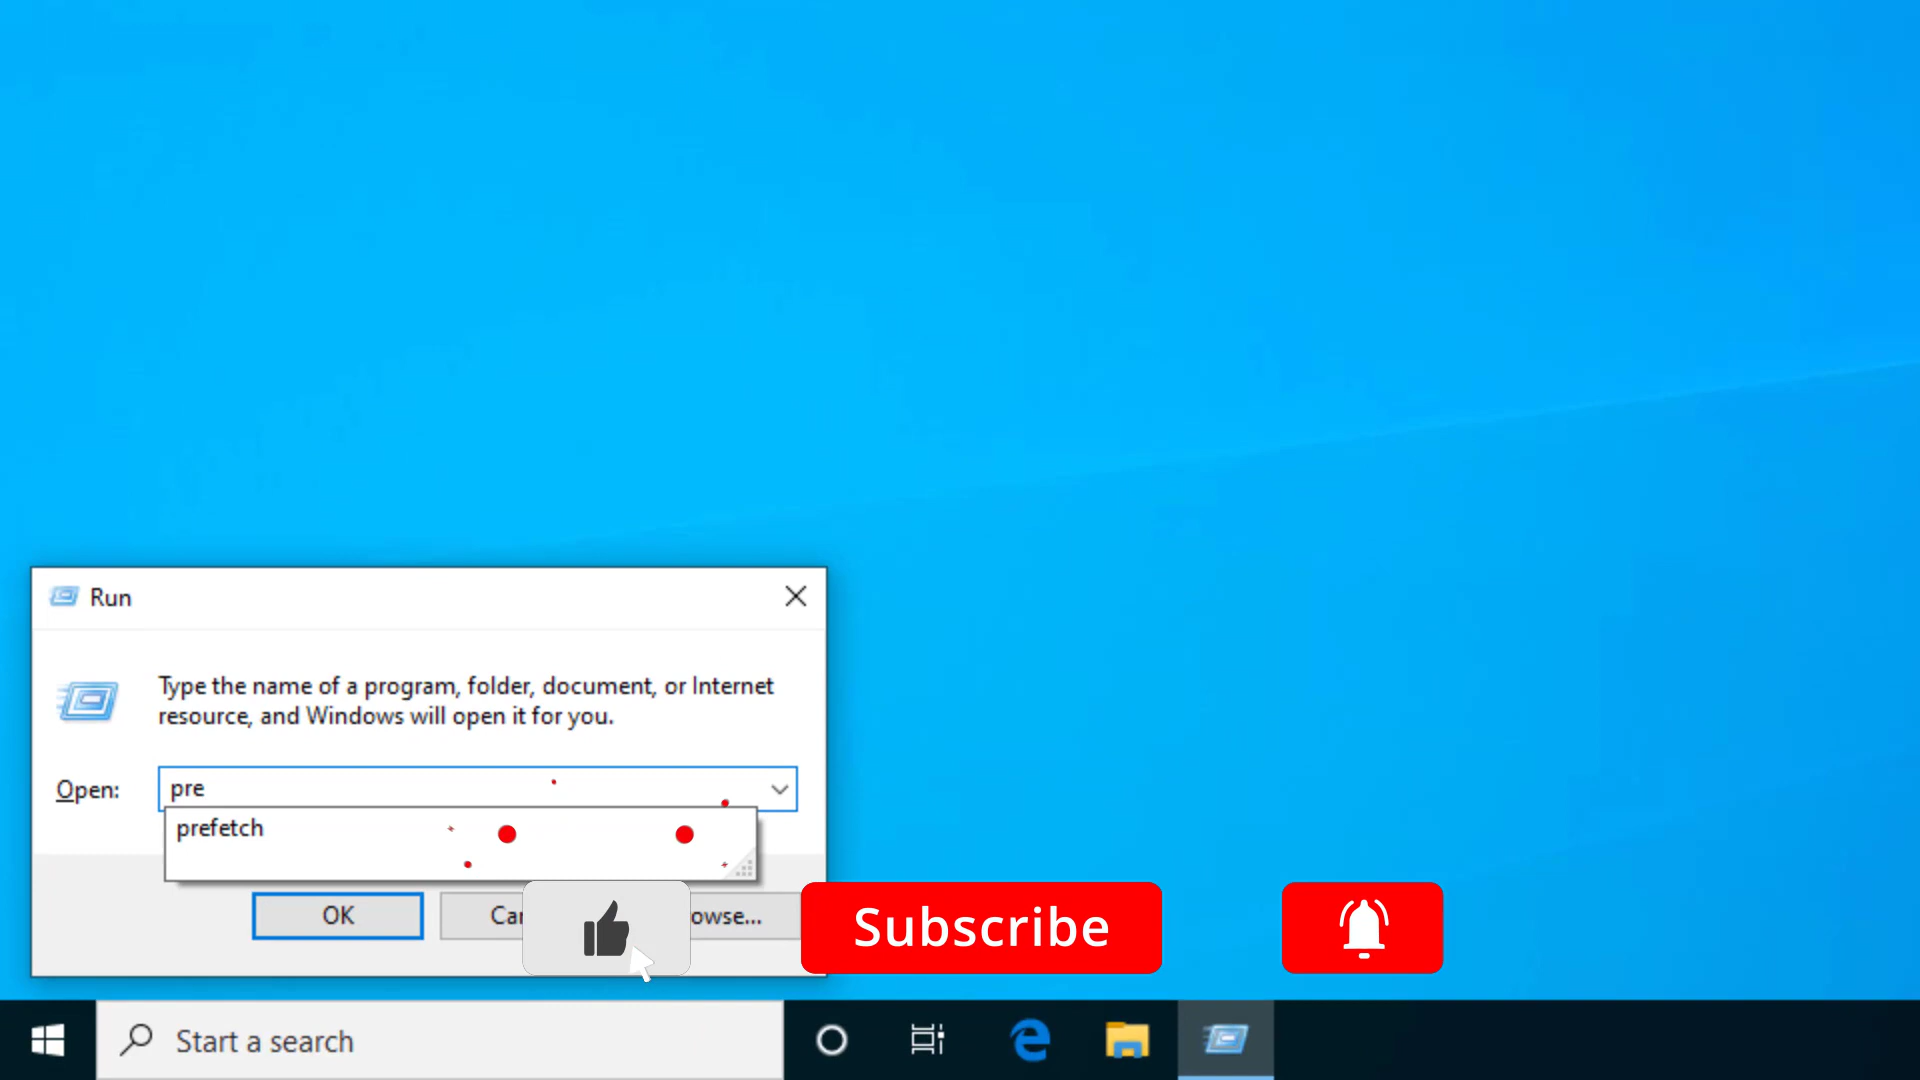 Run
Type the name of a program, folder, document, or Internet
resource, and Windows will open it for you.
Open: pre
prefetch
OK Can owse...
Subscribe
Start a search